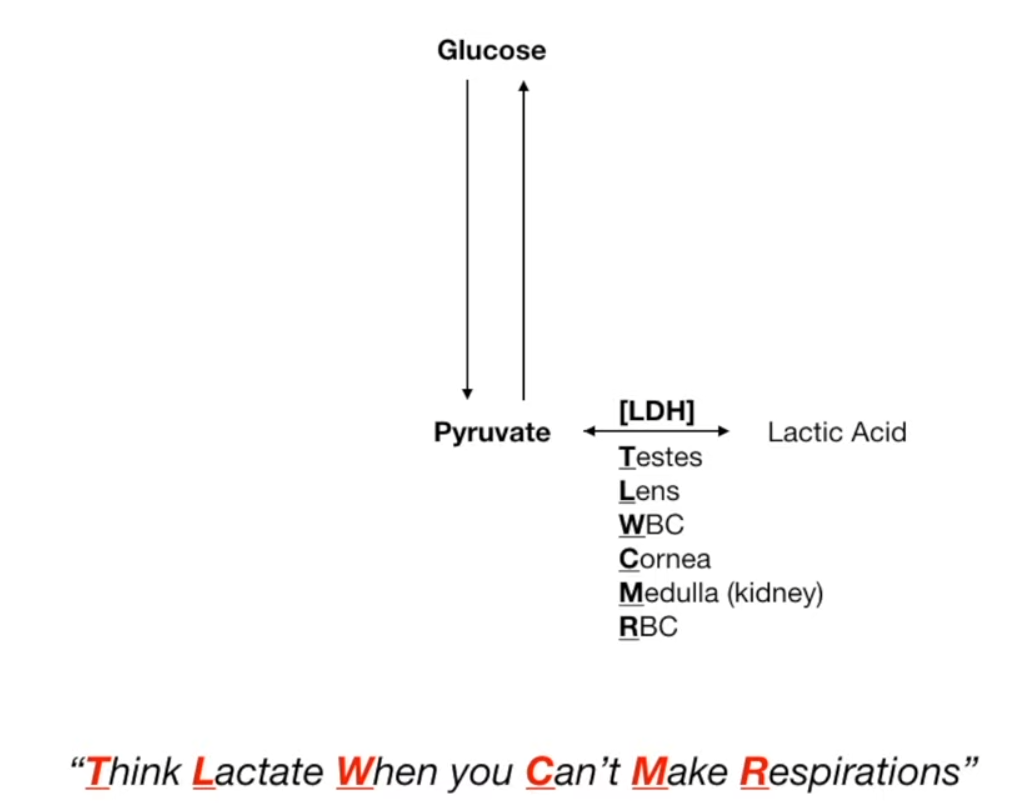 Glucose
[LDH]
Pyruvate
Lactic Acid
Testes
Lens
WBC
Cornea
Medulla (kidney)
RBC
“Think Lactate When you Can’t Make Respirations”